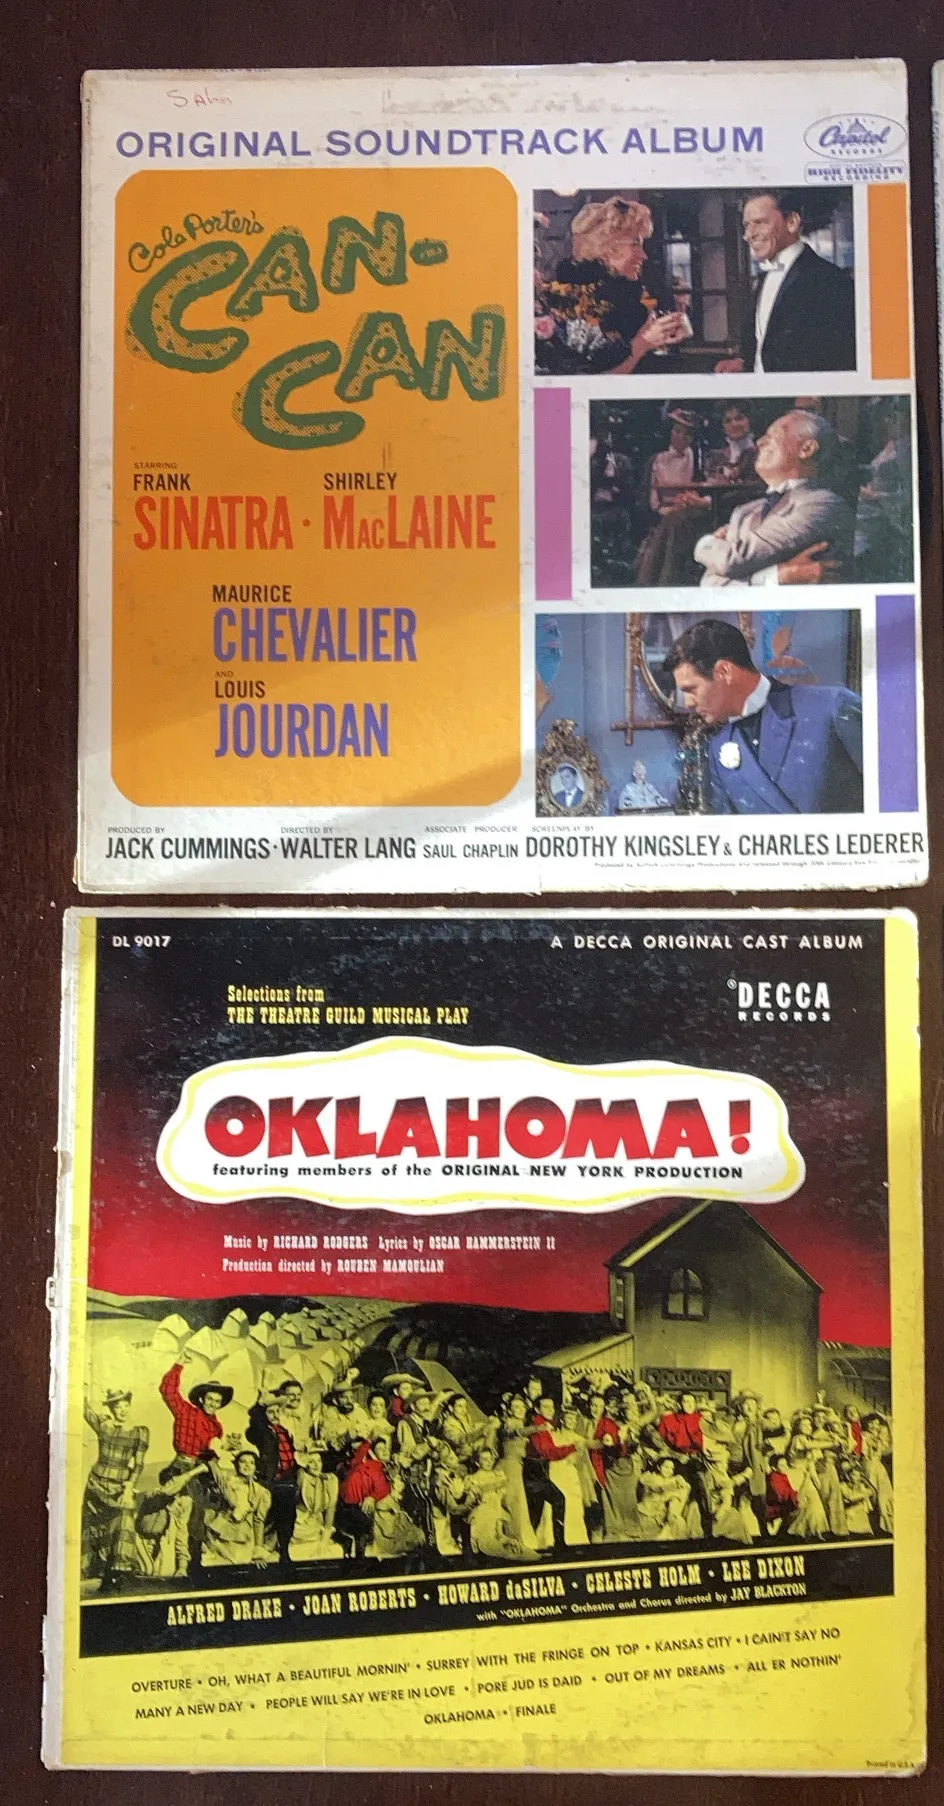 ORIGINAL SOUNDTRACK ALBUM
Capitol
RECORDS
HIGH FIDELITY
RECORDING
Cole Porter's
CAN-
CAN
STARRING
FRANK SHIRLEY
SINATRA · MacLAINE
MAURICE
CHEVALIER
AND
LOUIS
JOURDAN
PRODUCED BY DIRECTED BY ASSOCIATE PRODUCER SCREENPLAY BY
JACK CUMMINGS · WALTER LANG SAUL CHAPLIN DOROTHY KINGSLEY & CHARLES LEDERER
DL 9017 A DECCA ORIGINAL CAST ALBUM
Selections from
THE THEATRE GUILD MUSICAL PLAY
®DECCA
RECORDS
OKLAHOMA!
featuring members of the ORIGINAL NEW YORK PRODUCTION
Music by RICHARD RODGERS Lyrics by OSCAR HAMMERSTEIN II
Production directed by ROUBEN MAMOULIAN
ALFRED DRAKE · JOAN ROBERTS · HOWARD daSILVA · CELESTE HOLM · LEE DIXON
with "OKLAHOMA" Orchestra and Chorus directed by JAY BLACKTON
OVERTURE · OH, WHAT A BEAUTIFUL MORNIN' · SURREY WITH THE FRINGE ON TOP · KANSAS CITY · I CAIN'T SAY NO
MANY A NEW DAY · PEOPLE WILL SAY WE'RE IN LOVE · PORE JUD IS DAID · OUT OF MY DREAMS · ALL ER NOTHIN'
OKLAHOMA · FINALE
Printed in U.S.A.